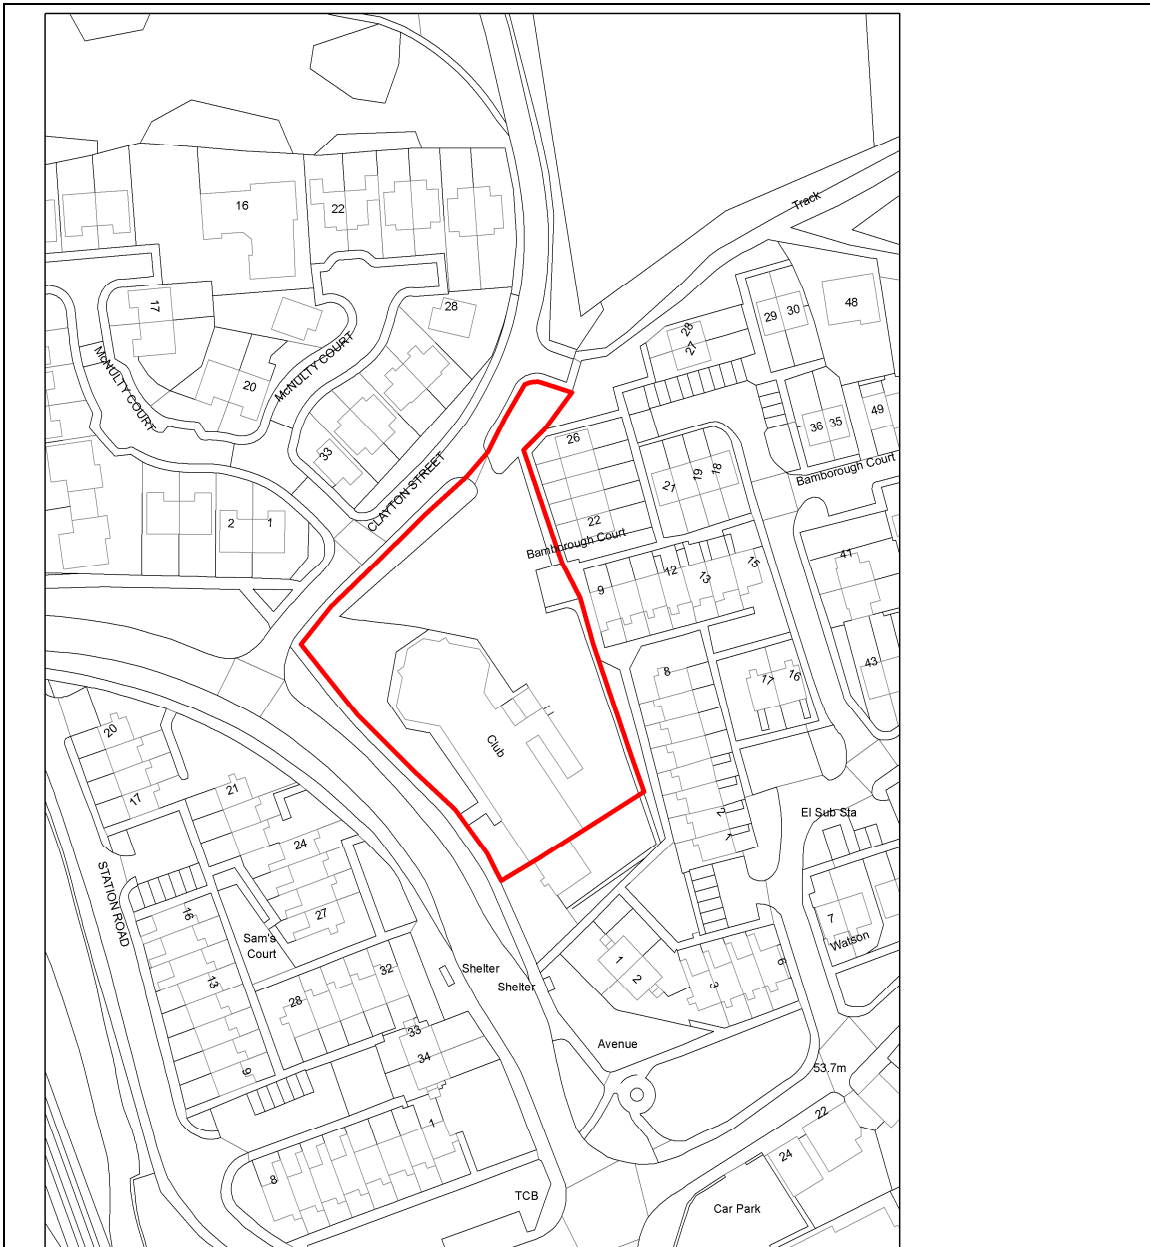 Track
16
22
28
17
McNULTY COURT
McNULTY COURT
20
33
CLAYTON STREET
2
1
29
30
48
28
27
36
35
49
Bamborough Court
26
22
21
19
18
Bamborough Court
9
12
13
15
41
43
8
17
16
Club
2
1
El Sub Sta
7
Watson
20
17
21
24
27
STATION ROAD
16
13
9
Sam's
Court
28
32
33
34
Shelter
Shelter
1
2
3
6
Avenue
53.7m
22
24
Car Park
TCB
1
8